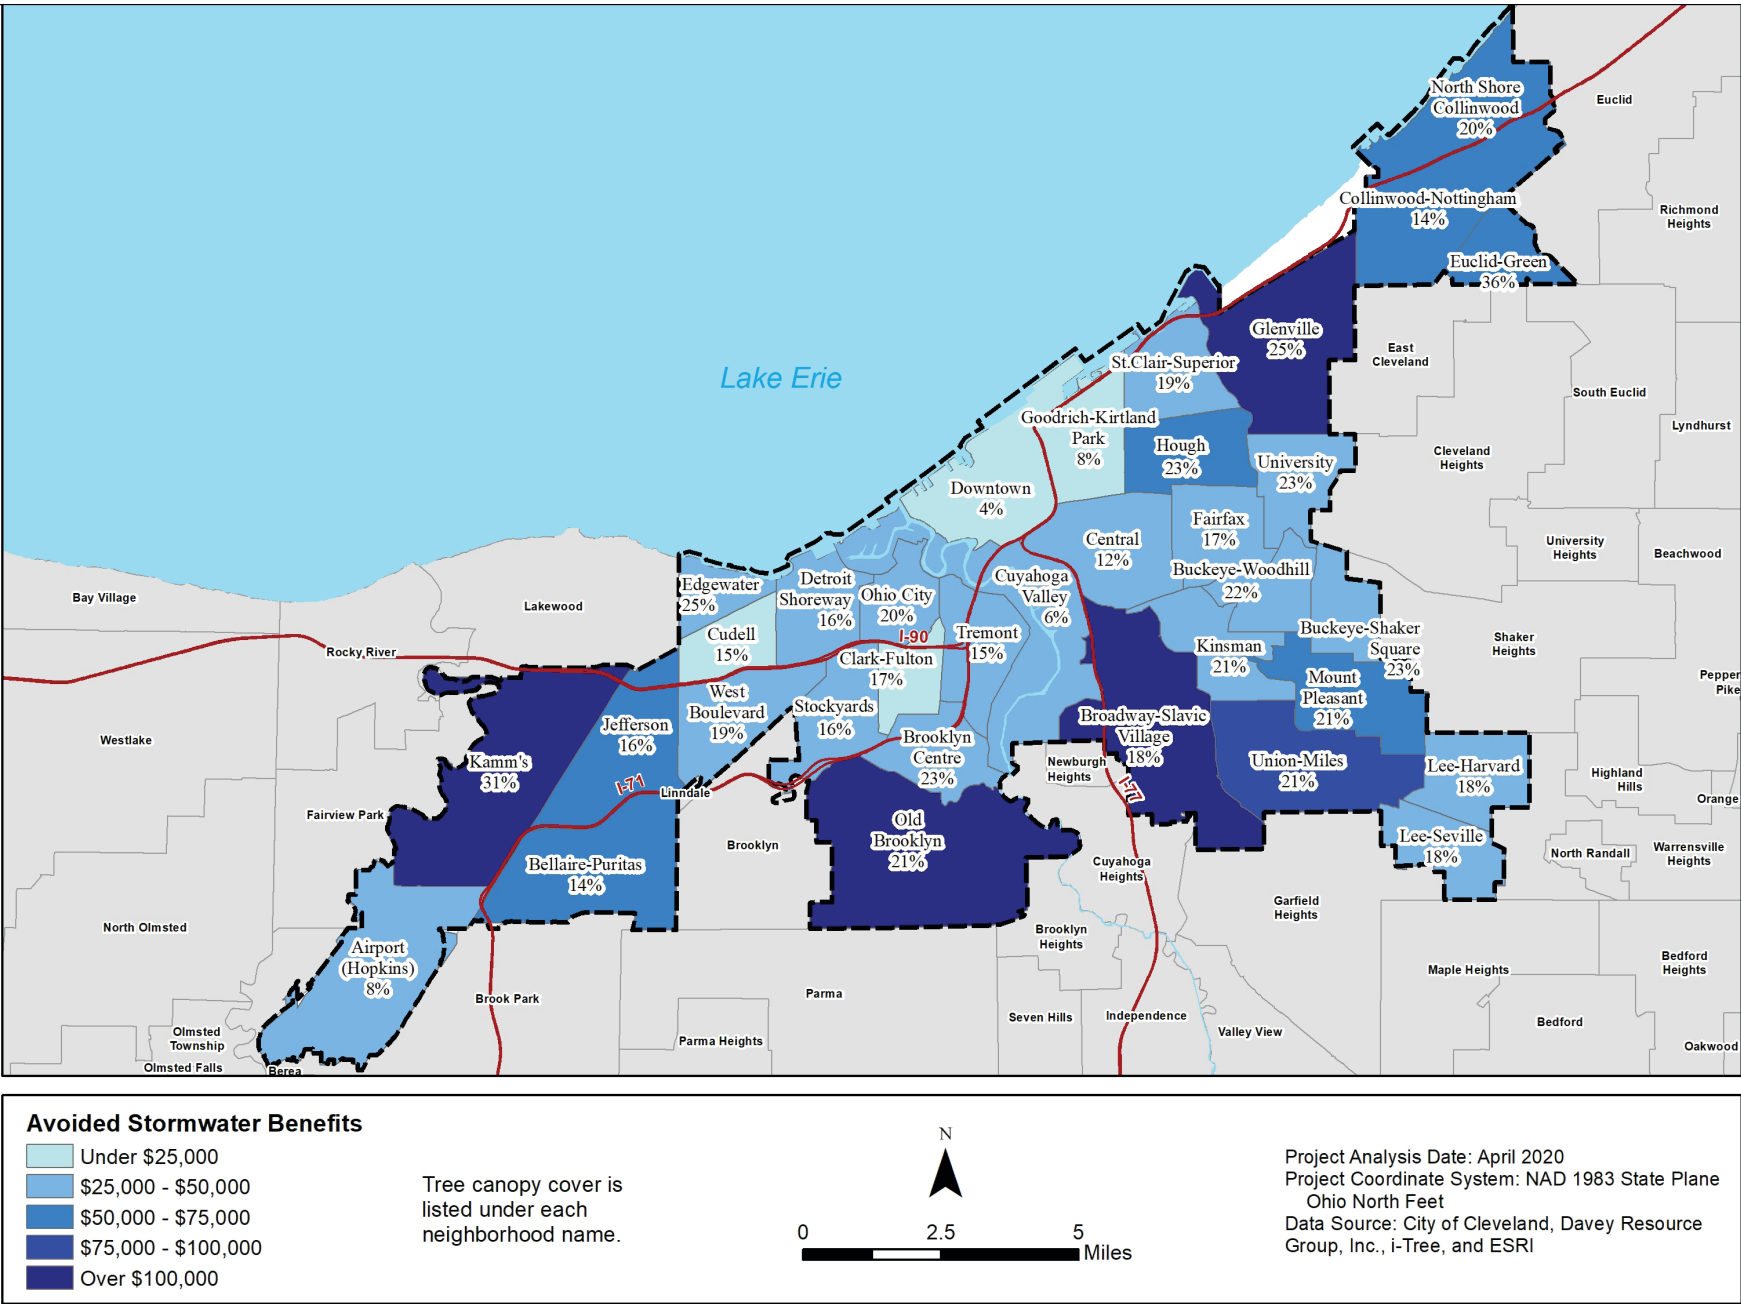 North Shore
Collinwood
20%
Euclid
Collinwood-Nottingham
14%
Richmond
Heights
Euclid-Green
36%
Glenville
25%
East
Cleveland
St.Clair-Superior
19%
Lake Erie
South Euclid
Lyndhurst
Goodrich-Kirtland
Park
8%
Hough
23%
University
23%
Cleveland
Heights
Downtown
4%
Fairfax
17%
Central
12%
University
Heights
Beachwood
Buckeye-Woodhill
22%
Bay Village
Lakewood
Edgewater
25%
Detroit
Shoreway
16%
Ohio City
20%
Cuyahoga
Valley
6%
Cudell
15%
I-90
Tremont
15%
Buckeye-Shaker
Square
23%
Shaker
Heights
Rocky River
Clark-Fulton
17%
Kinsman
21%
Mount
Pleasant
21%
Pepper
Pike
West
Boulevard
19%
Stockyards
16%
Jefferson
16%
Broadway-Slavic
Village
18%
Westlake
Brooklyn
Centre
23%
Kamm's
31%
Newburgh
Heights
Union-Miles
21%
Lee-Harvard
18%
Highland
Hills
Orange
I-71
Linndale
I-77
Fairview Park
Old
Brooklyn
21%
Brooklyn
Lee-Seville
18%
North Randall
Warrensville
Heights
Bellaire-Puritas
14%
Cuyahoga
Heights
Garfield
Heights
North Olmsted
Airport
(Hopkins)
8%
Brooklyn
Heights
Maple Heights
Bedford
Heights
Brook Park
Parma
Seven Hills
Independence
Valley View
Bedford
Olmsted
Township
Parma Heights
Oakwood
Olmsted Falls
Berea
Avoided Stormwater Benefits
Under $25,000
$25,000 - $50,000
$50,000 - $75,000
$75,000 - $100,000
Over $100,000
Tree canopy cover is
listed under each
neighborhood name.
N
0 2.5 5
Miles
Project Analysis Date: April 2020
Project Coordinate System: NAD 1983 State Plane
Ohio North Feet
Data Source: City of Cleveland, Davey Resource
Group, Inc., i-Tree, and ESRI